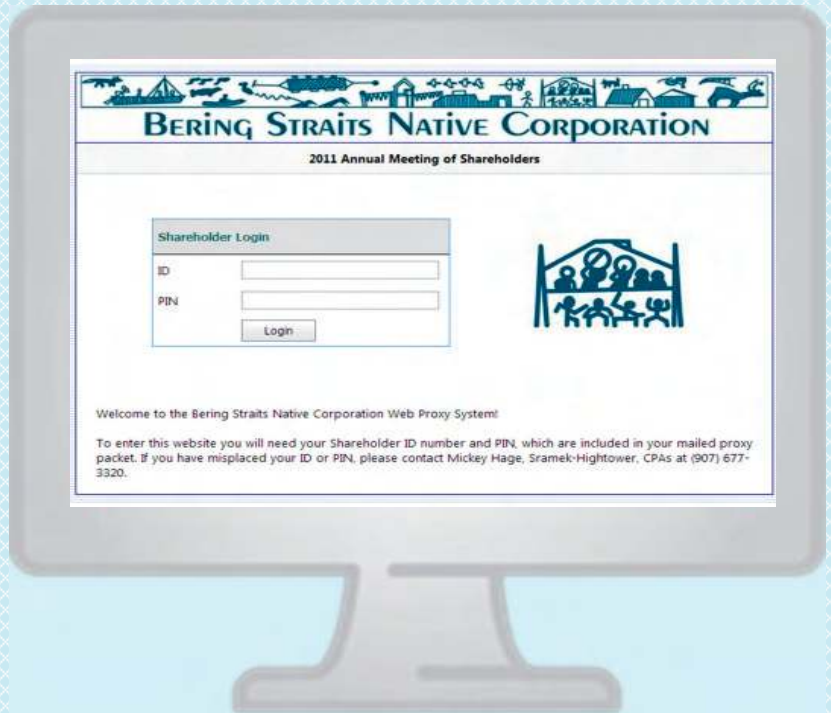 BERING STRAITS NATIVE CORPORATION
2011 Annual Meeting of Shareholders
Shareholder Login
ID
PIN
Login
Welcome to the Bering Straits Native Corporation Web Proxy System!
To enter this website you will need your Shareholder ID number and PIN, which are included in your mailed proxy
packet. If you have misplaced your ID or PIN, please contact Mickey Hage, Sramek-Hightower, CPAs at (907) 677-
3320.